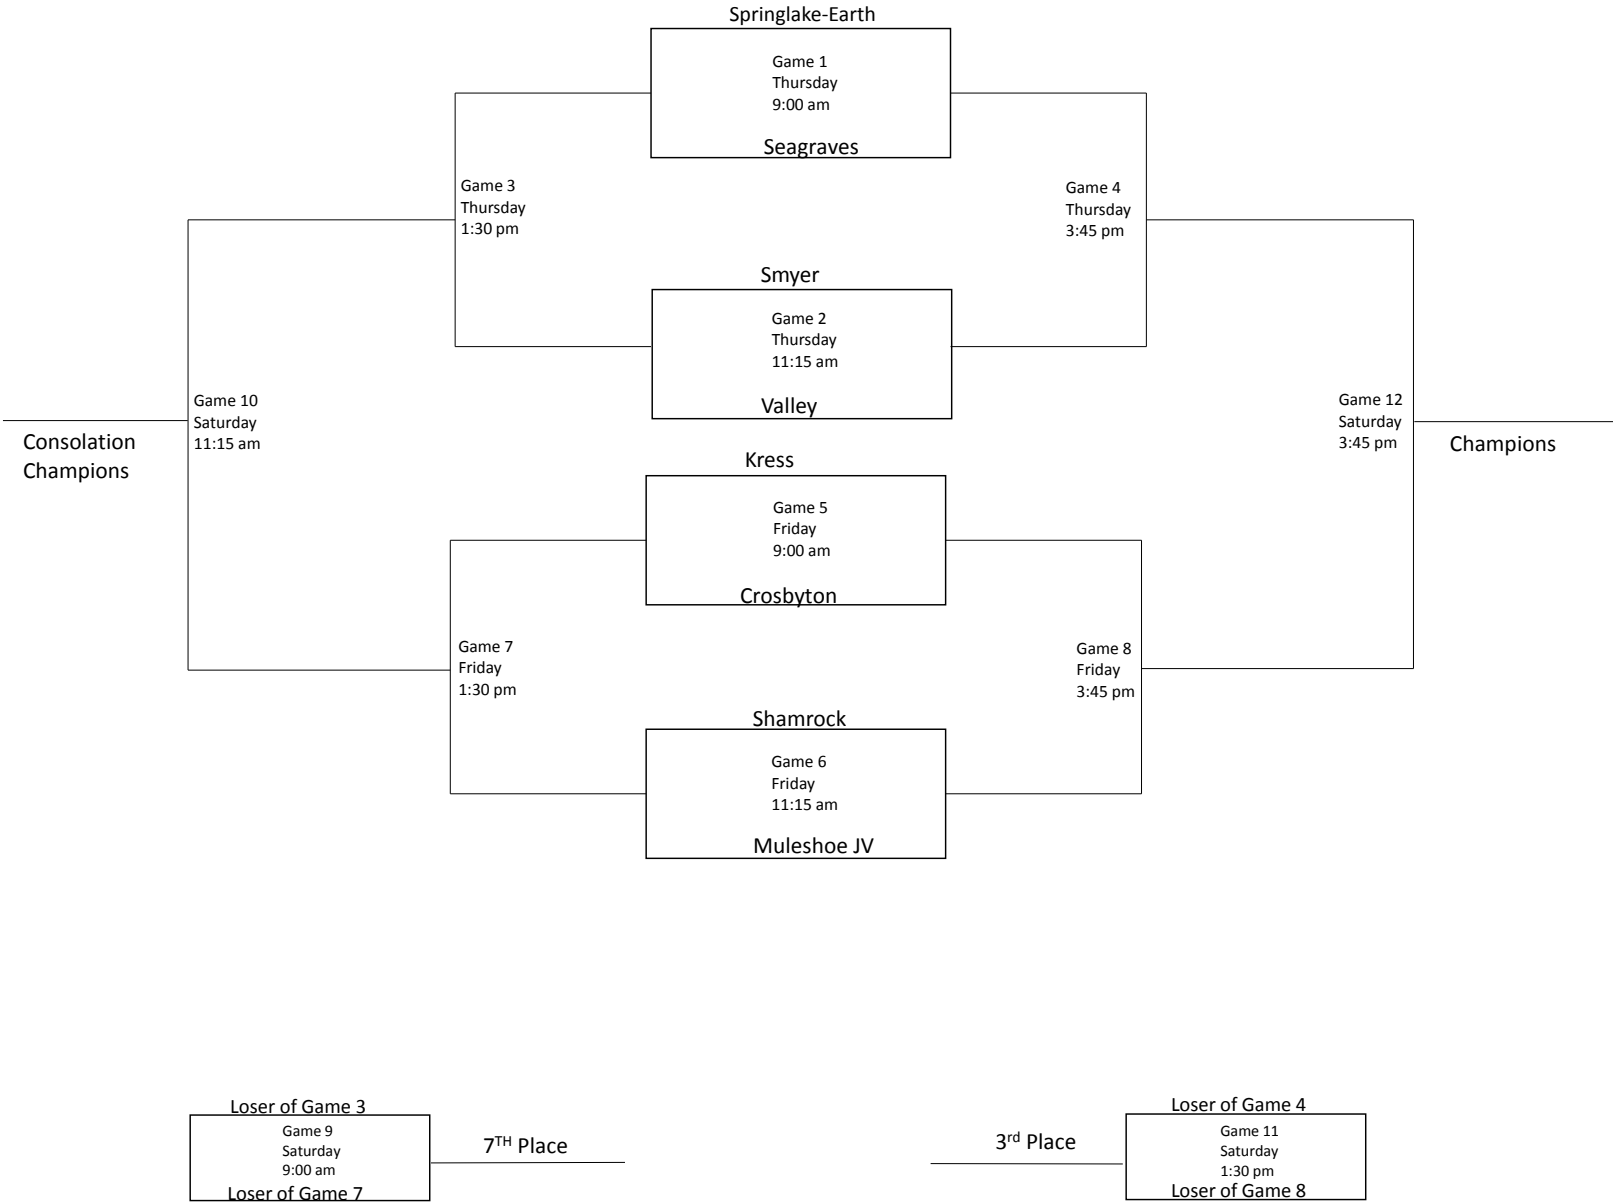 Springlake-Earth
Game 1
Thursday
9:00 am
Seagraves
Game 3
Thursday
1:30 pm
Game 4
Thursday
3:45 pm
Smyer
Game 2
Thursday
11:15 am
Valley
Game 10
Saturday
11:15 am
Consolation
Champions
Game 12
Saturday
3:45 pm
Champions
Kress
Game 5
Friday
9:00 am
Crosbyton
Game 7
Friday
1:30 pm
Game 8
Friday
3:45 pm
Shamrock
Game 6
Friday
11:15 am
Muleshoe JV
Loser of Game 3
Game 9
Saturday
9:00 am
Loser of Game 7
7TH Place
3rd Place
Loser of Game 4
Game 11
Saturday
1:30 pm
Loser of Game 8